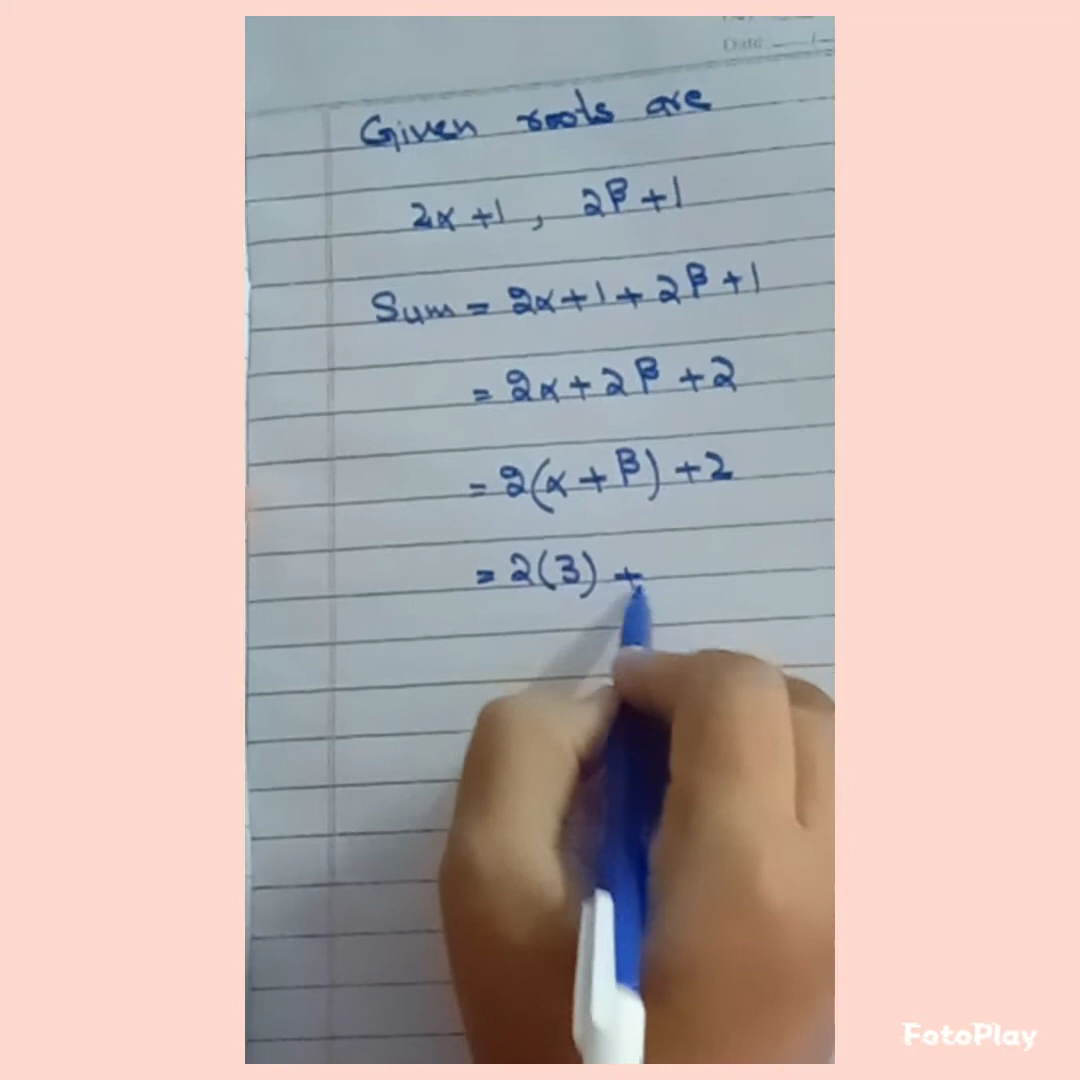 Date
Given roots are
2α+1, 2β+1
Sum = 2α+1+2β+1
= 2α+2β+2
= 2(α+β)+2
= 2(3)+
FotoPlay